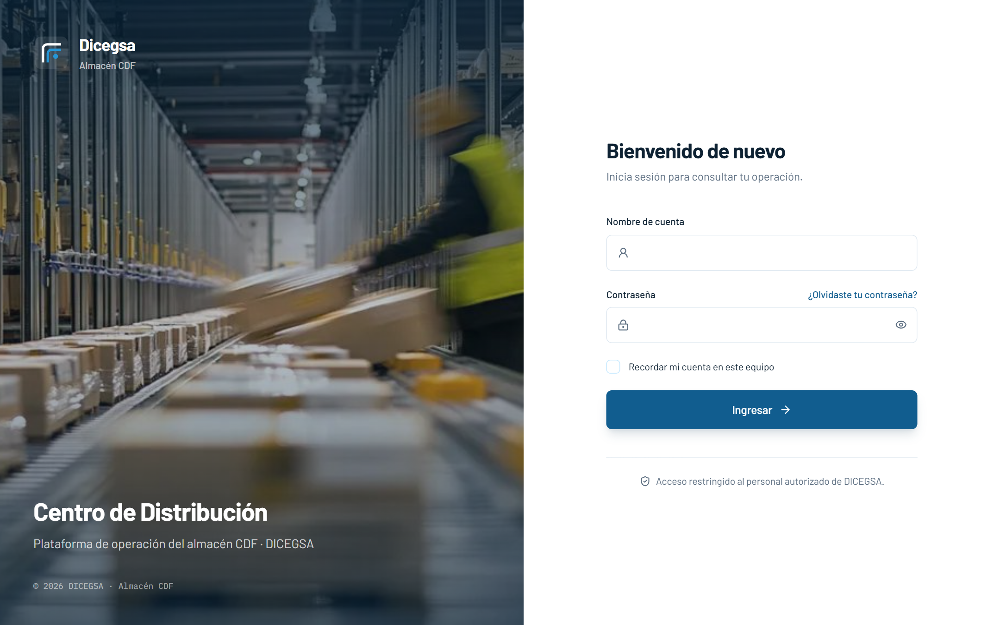 Dicegsa
Almacén CDF
Centro de Distribución
Plataforma de operación del almacén CDF · DICEGSA
© 2026 DICEGSA · Almacén CDF
Bienvenido de nuevo
Inicia sesión para consultar tu operación.
Nombre de cuenta
Contraseña ¿Olvidaste tu contraseña?
Recordar mi cuenta en este equipo
Ingresar →
Acceso restringido al personal autorizado de DICEGSA.